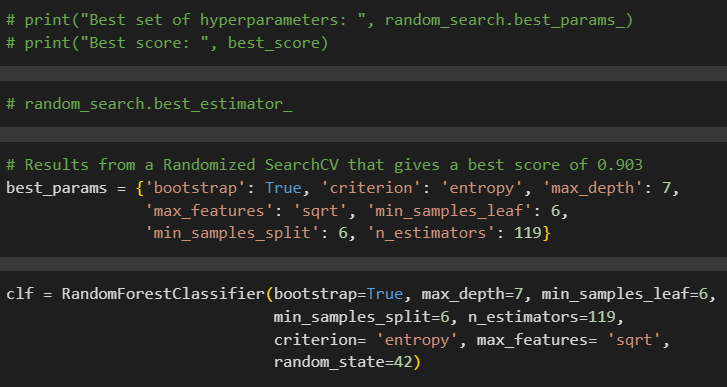 # print("Best set of hyperparameters: ", random_search.best_params_)
# print("Best score: ", best_score)
# random_search.best_estimator_
# Results from a Randomized SearchCV that gives a best score of 0.903
best_params = {'bootstrap': True, 'criterion': 'entropy', 'max_depth': 7,
'max_features': 'sqrt', 'min_samples_leaf': 6,
'min_samples_split': 6, 'n_estimators': 119}
clf = RandomForestClassifier(bootstrap=True, max_depth=7, min_samples_leaf=6,
min_samples_split=6, n_estimators=119,
criterion= 'entropy', max_features= 'sqrt',
random_state=42)